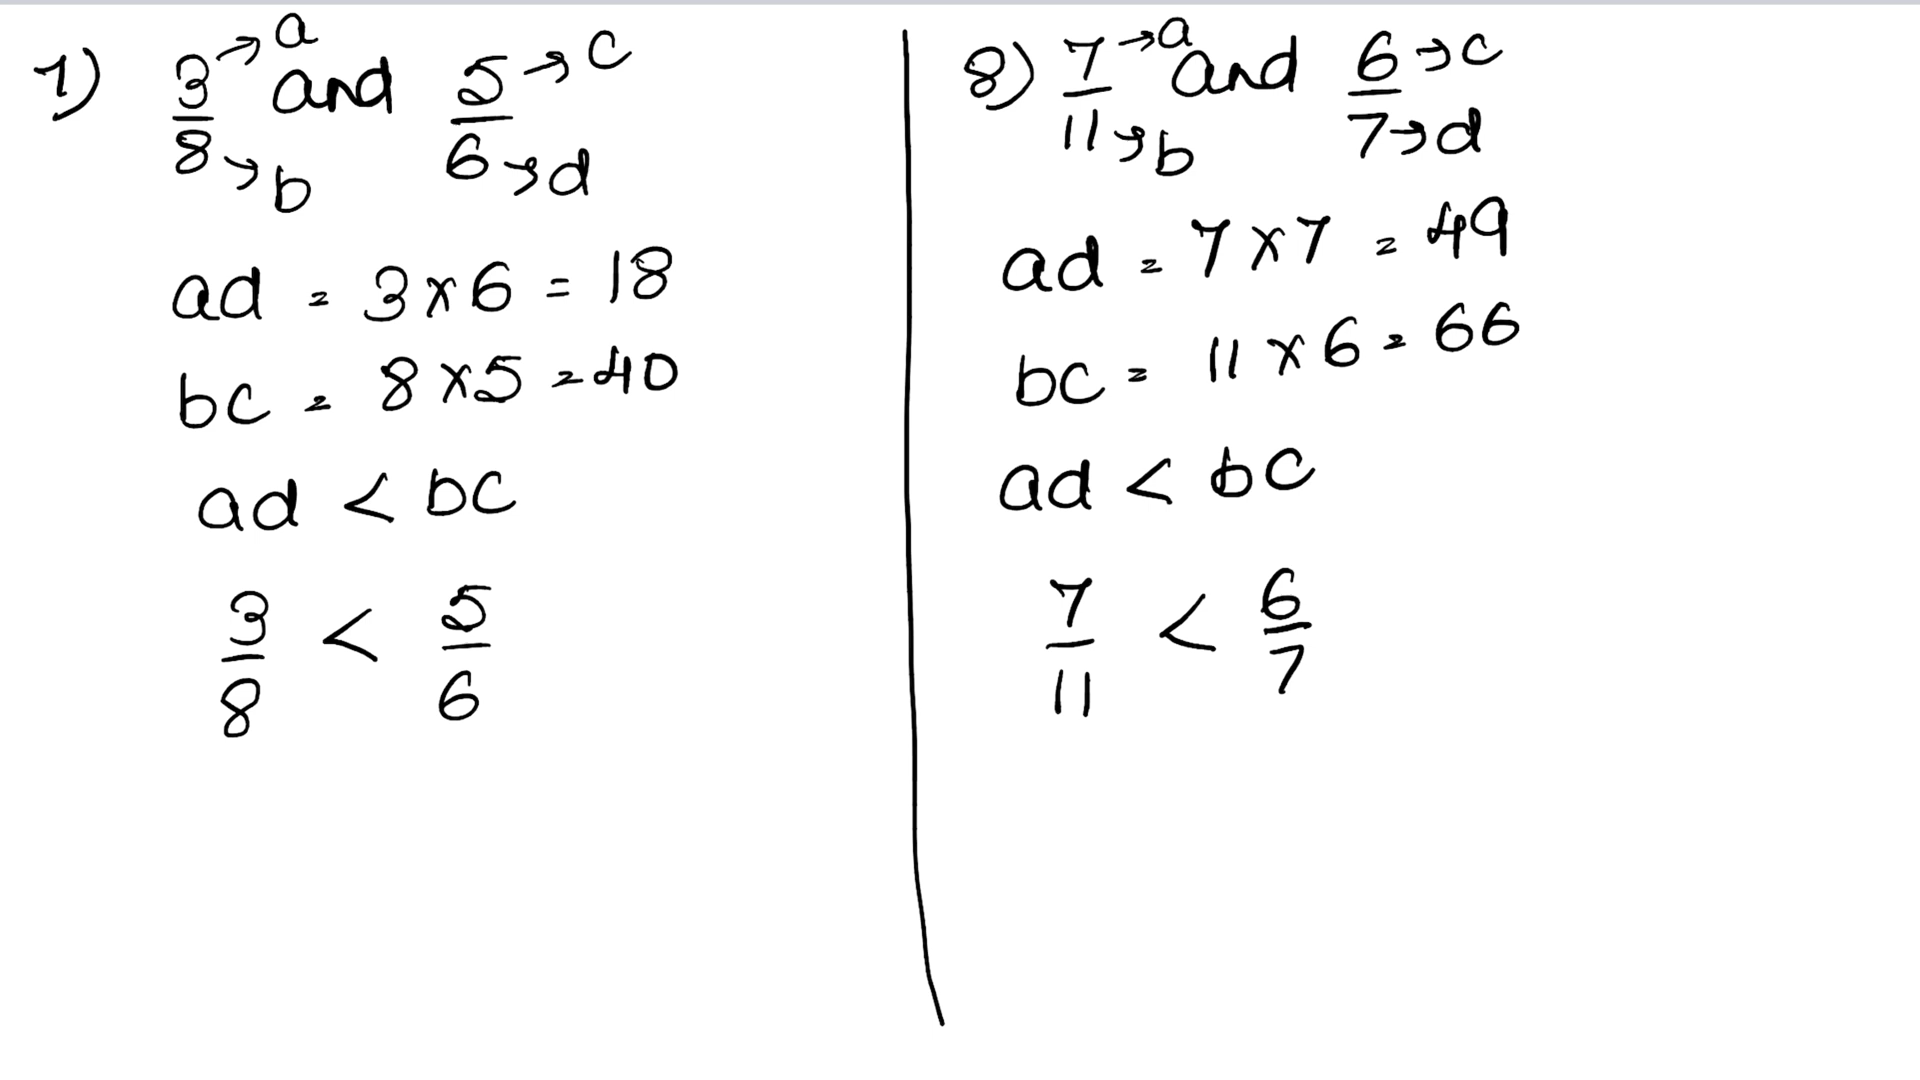 7) 3/8 → a → b and 5/6 → c → d
ad = 3 × 6 = 18
bc = 8 × 5 = 40
ad < bc
3/8 < 5/6
8) 7/11 → a → b and 6/7 → c → d
ad = 7 × 7 = 49
bc = 11 × 6 = 66
ad < bc
7/11 < 6/7